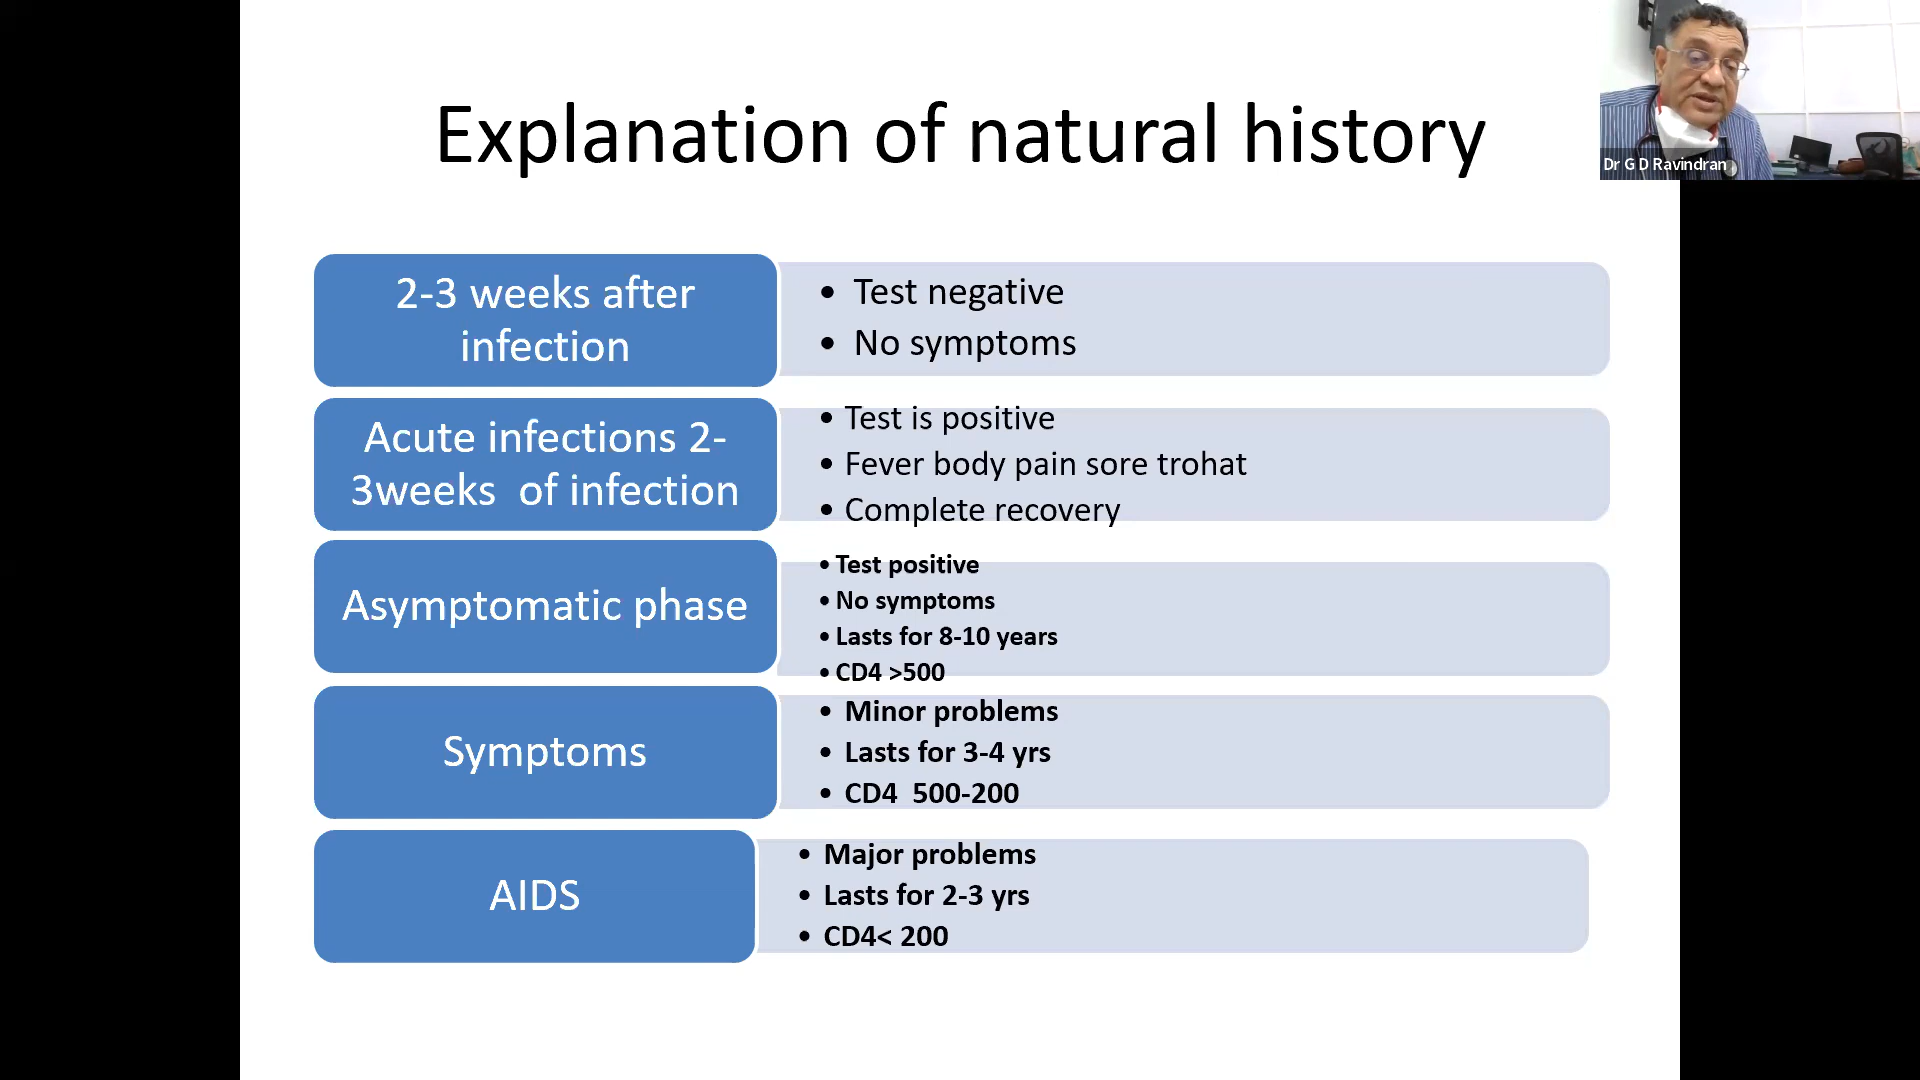 Explanation of natural history
Dr G D Ravindran
2-3 weeks after
infection
• Test negative
• No symptoms
Acute infections 2-
3weeks of infection
• Test is positive
• Fever body pain sore trohat
• Complete recovery
Asymptomatic phase
• Test positive
• No symptoms
• Lasts for 8-10 years
• CD4 >500
Symptoms
• Minor problems
• Lasts for 3-4 yrs
• CD4 500-200
AIDS
• Major problems
• Lasts for 2-3 yrs
• CD4< 200